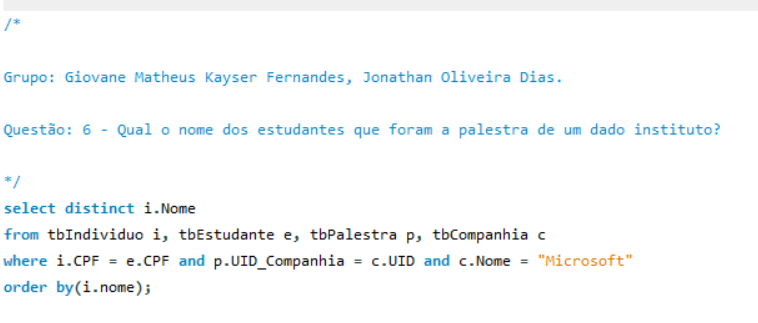 /*
Grupo: Giovane Matheus Kayser Fernandes, Jonathan Oliveira Dias.
Questão: 6 - Qual o nome dos estudantes que foram a palestra de um dado instituto?
*/
select distinct i.Nome
from tbIndividuo i, tbEstudante e, tbPalestra p, tbCompanhia c
where i.CPF = e.CPF and p.UID_Companhia = c.UID and c.Nome = "Microsoft"
order by(i.nome);